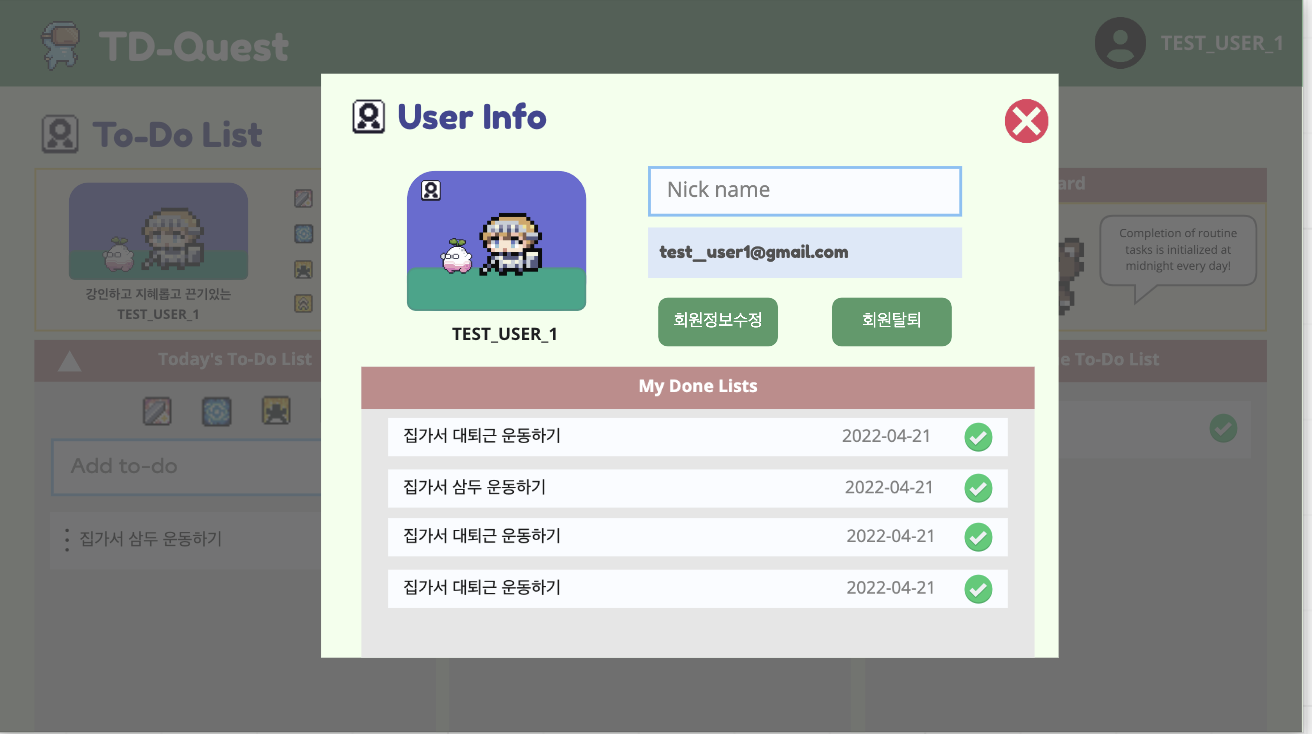 TD-Quest
TEST_USER_1
To-Do List
강인하고 지혜롭고 끈기있는
TEST_USER_1
ard
Completion of routine
tasks is initialized at
midnight every day!
Today's To-Do List
e To-Do List
Add to-do
집가서 삼두 운동하기
User Info
Nick name
test_user1@gmail.com
회원정보수정
회원탈퇴
TEST_USER_1
My Done Lists
집가서 대퇴근 운동하기 2022-04-21
집가서 삼두 운동하기 2022-04-21
집가서 대퇴근 운동하기 2022-04-21
집가서 대퇴근 운동하기 2022-04-21